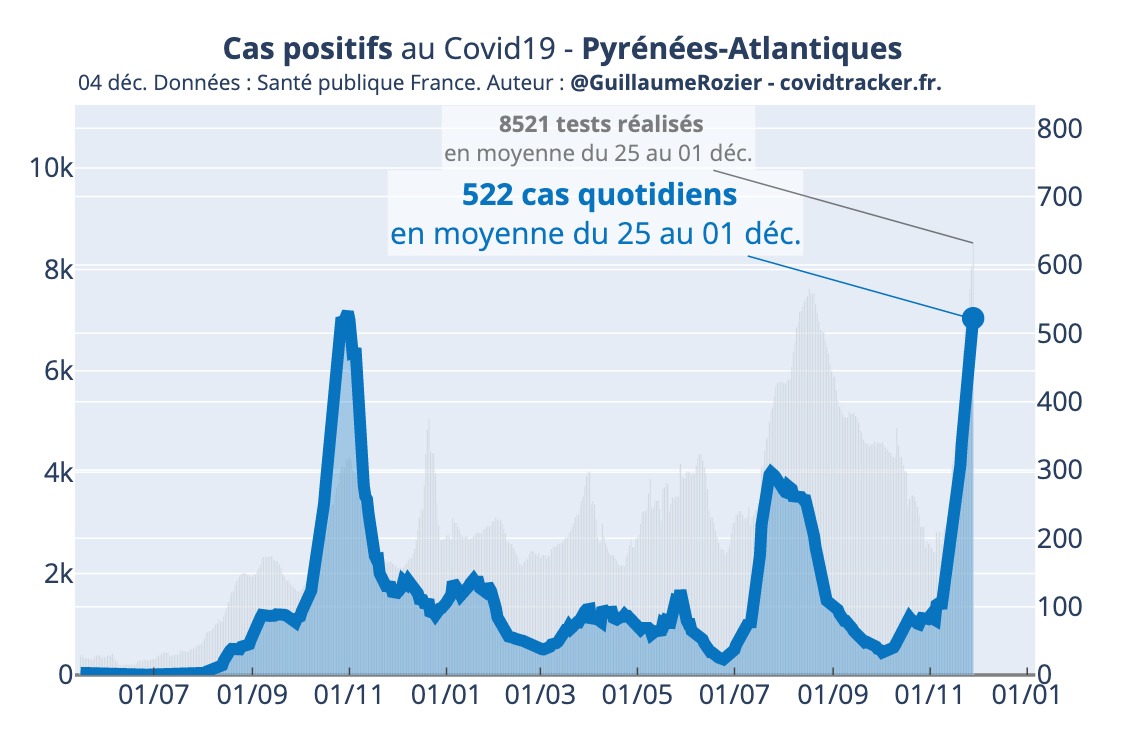 Cas positifs au Covid19 - Pyrénées-Atlantiques
04 déc. Données : Santé publique France. Auteur : @GuillaumeRozier - covidtracker.fr.
8521 tests réalisés
en moyenne du 25 au 01 déc.
522 cas quotidiens
en moyenne du 25 au 01 déc.
10k
8k
6k
4k
2k
0
800
700
600
500
400
300
200
100
0
01/07 01/09 01/11 01/01 01/03 01/05 01/07 01/09 01/11 01/01